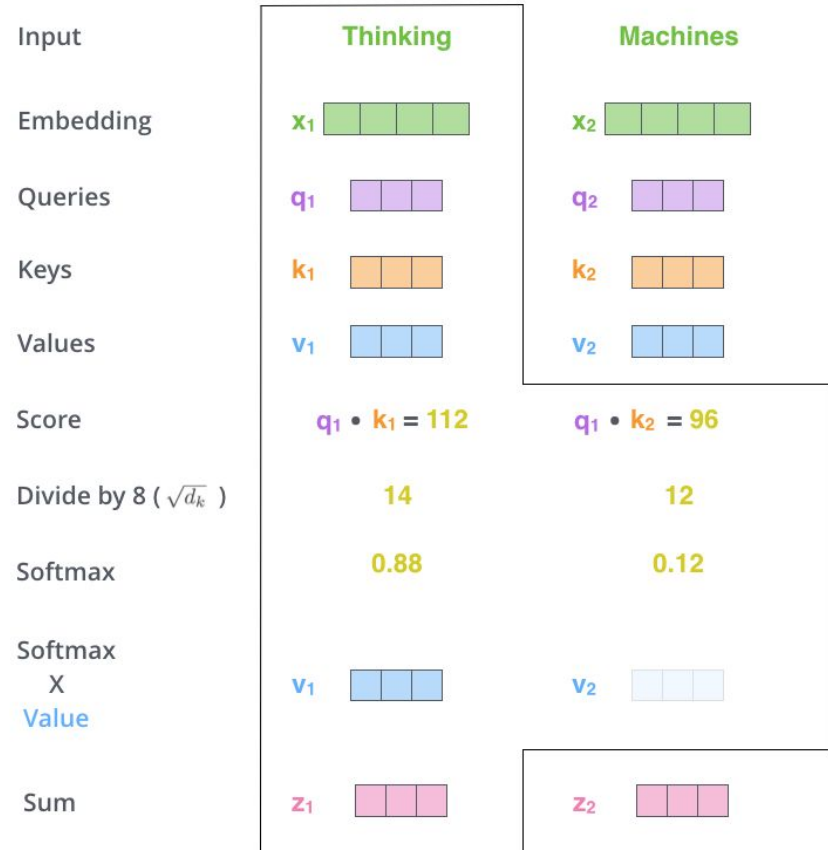 Input Thinking Machines
Embedding x₁ x₂
Queries q₁ q₂
Keys k₁ k₂
Values v₁ v₂
Score q₁ • k₁ = 112 q₁ • k₂ = 96
Divide by 8 ( √dₖ ) 14 12
Softmax 0.88 0.12
Softmax
X
Value v₁ v₂
Sum z₁ z₂